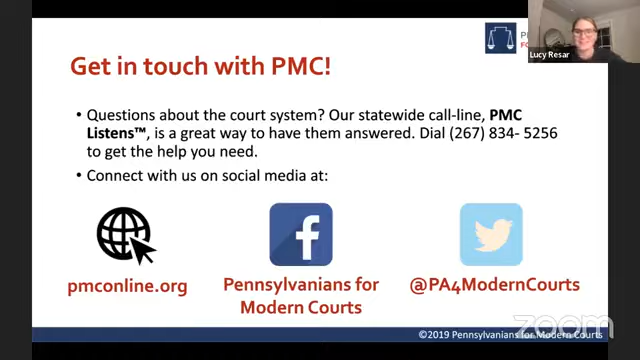 Lucy Resar
Get in touch with PMC!
• Questions about the court system? Our statewide call-line, PMC
Listens™, is a great way to have them answered. Dial (267) 834- 5256
to get the help you need.
• Connect with us on social media at:
pmconline.org
Pennsylvanians for
Modern Courts
@PA4ModernCourts
©2019 Pennsylvanians for Modern Courts
zoom